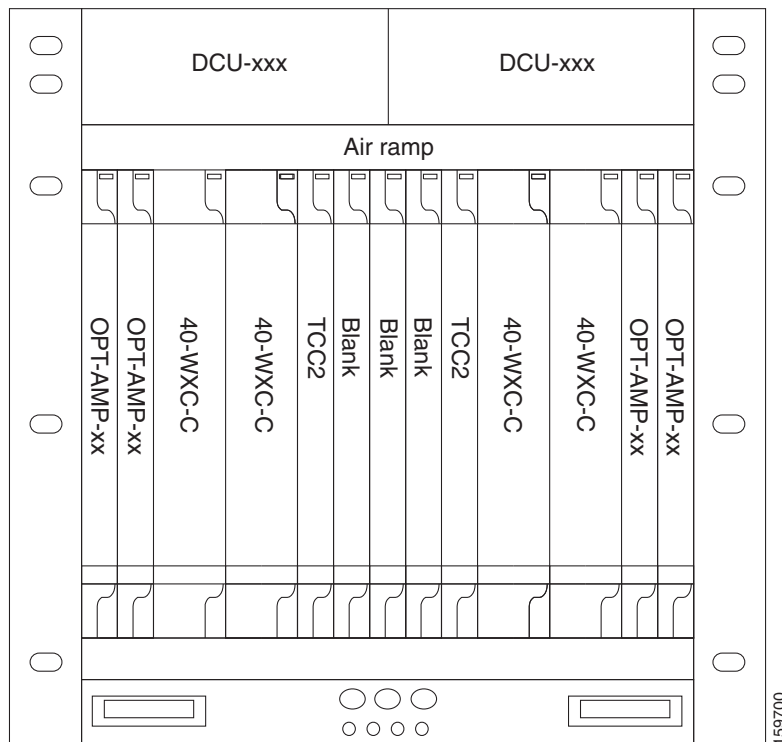 DCU-xxx
DCU-xxx
Air ramp
OPT-AMP-xx
OPT-AMP-xx
40-WXC-C
40-WXC-C
TCC2
Blank
Blank
Blank
TCC2
40-WXC-C
40-WXC-C
OPT-AMP-xx
OPT-AMP-xx
159700